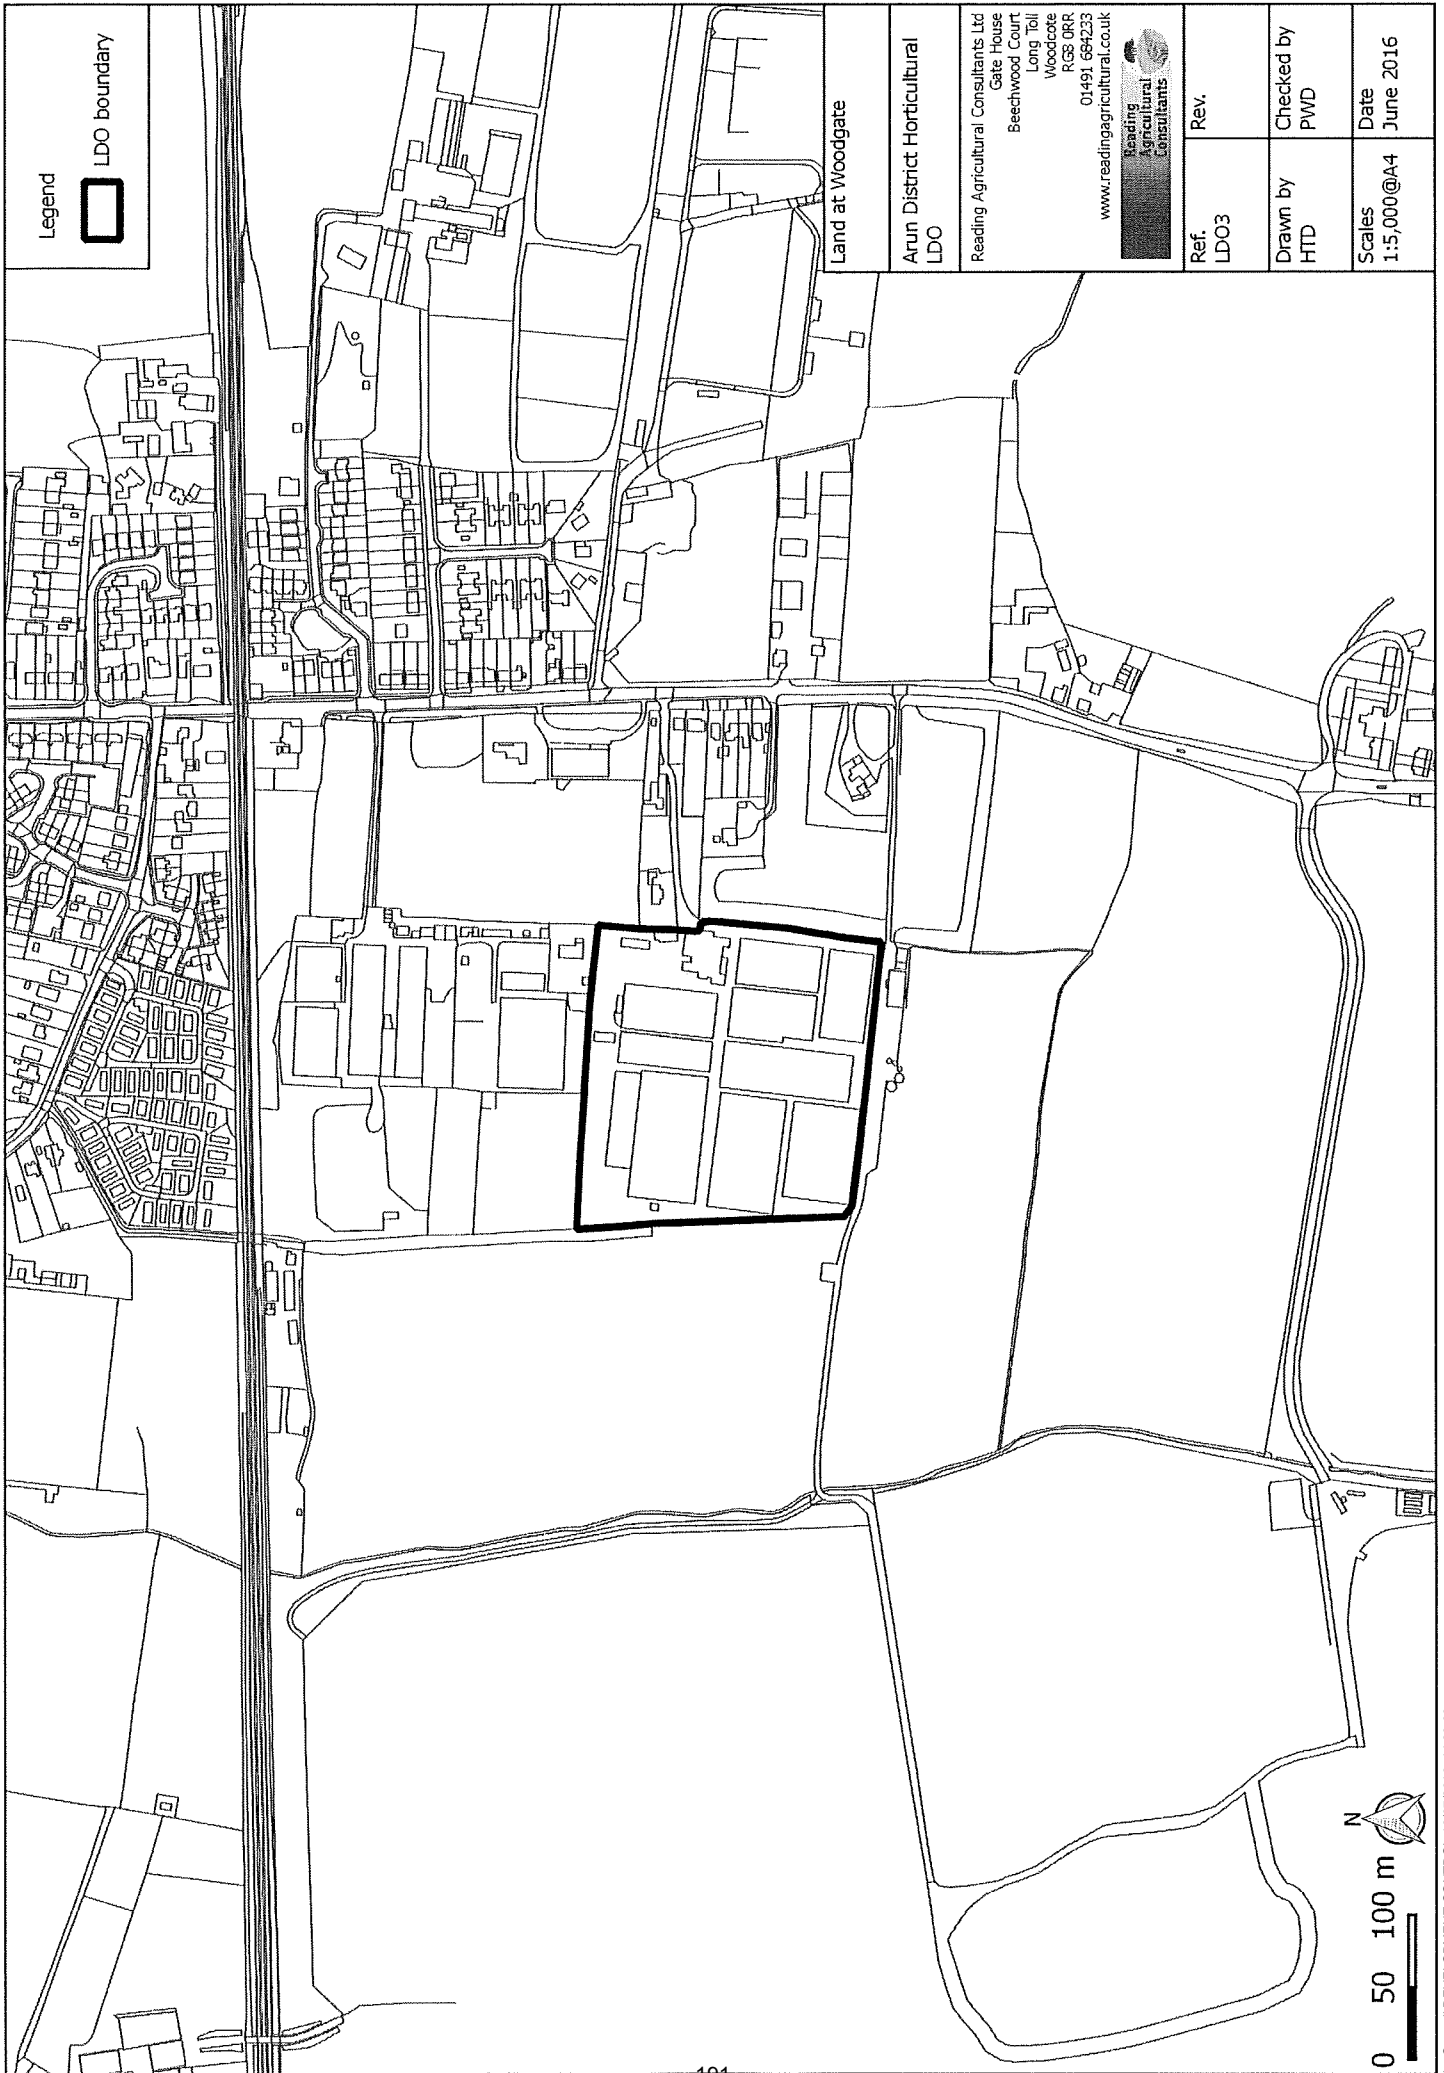 Legend
LDO boundary
Land at Woodgate
Arun District Horticultural
LDO
Reading Agricultural Consultants Ltd
Gate House
Beechwood Court
Long Toll
Woodcote
RG8 0RR
01491 684233
www.readingagricultural.co.uk
Reading
Agricultural
Consultants
Ref.
LDO3
Rev.
Drawn by
HTD
Checked by
PWD
Scales
1:5,000@A4
Date
June 2016
N
0 50 100 m